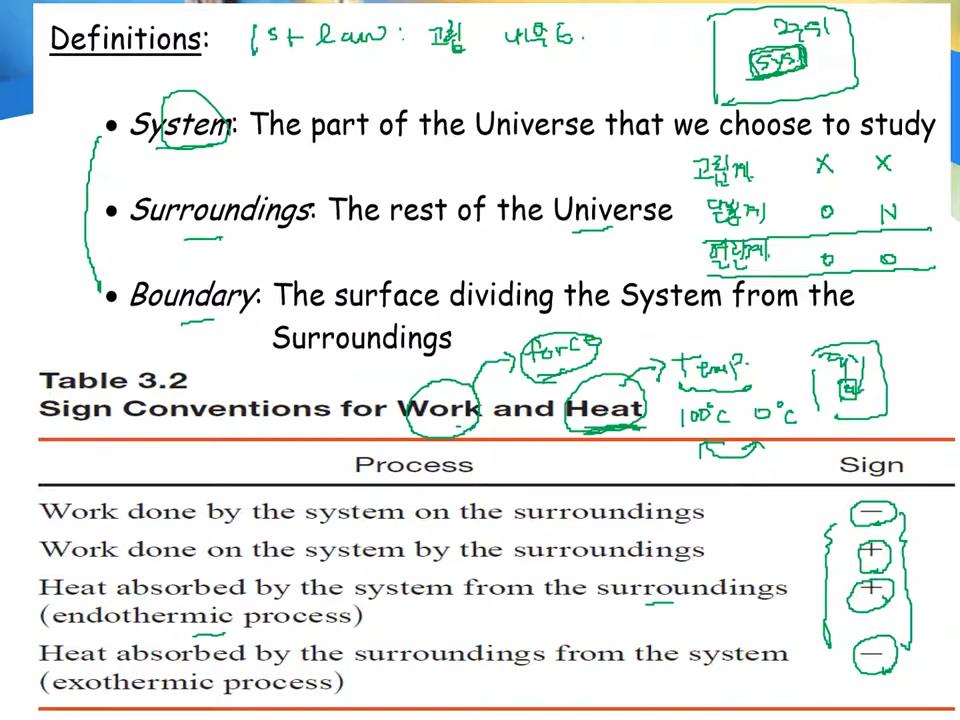 Definitions: 1st law: 고립
sys.
• System: The part of the Universe that we choose to study
고립계 X X
• Surroundings: The rest of the Universe
닫힌계 O N
열린계 O O
• Boundary: The surface dividing the System from the
Surroundings
force
temp.
Table 3.2
Sign Conventions for Work and Heat
100°C 0°C
Process Sign
Work done by the system on the surroundings −
Work done on the system by the surroundings +
Heat absorbed by the system from the surroundings +
(endothermic process)
Heat absorbed by the surroundings from the system −
(exothermic process)